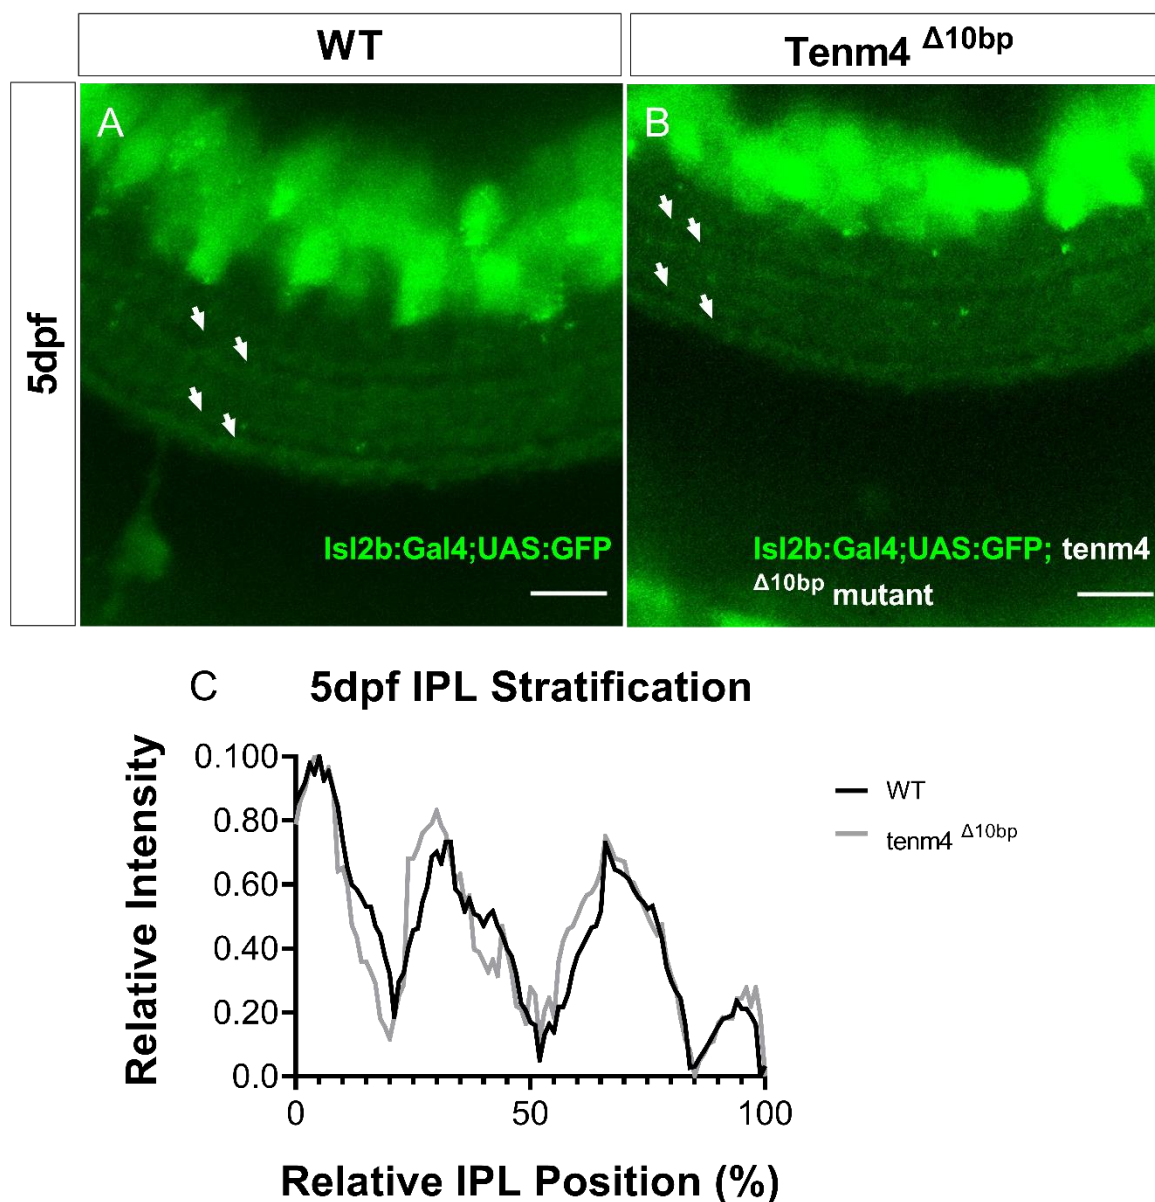 WT
Tenm4 Δ10bp
5dpf
A
B
Isl2b:Gal4;UAS:GFP
Isl2b:Gal4;UAS:GFP; tenm4
Δ10bp mutant
C
5dpf IPL Stratification
Relative Intensity
0.100
0.80
0.60
0.40
0.20
0.0
0
50
100
Relative IPL Position (%)
WT
tenm4 Δ10bp